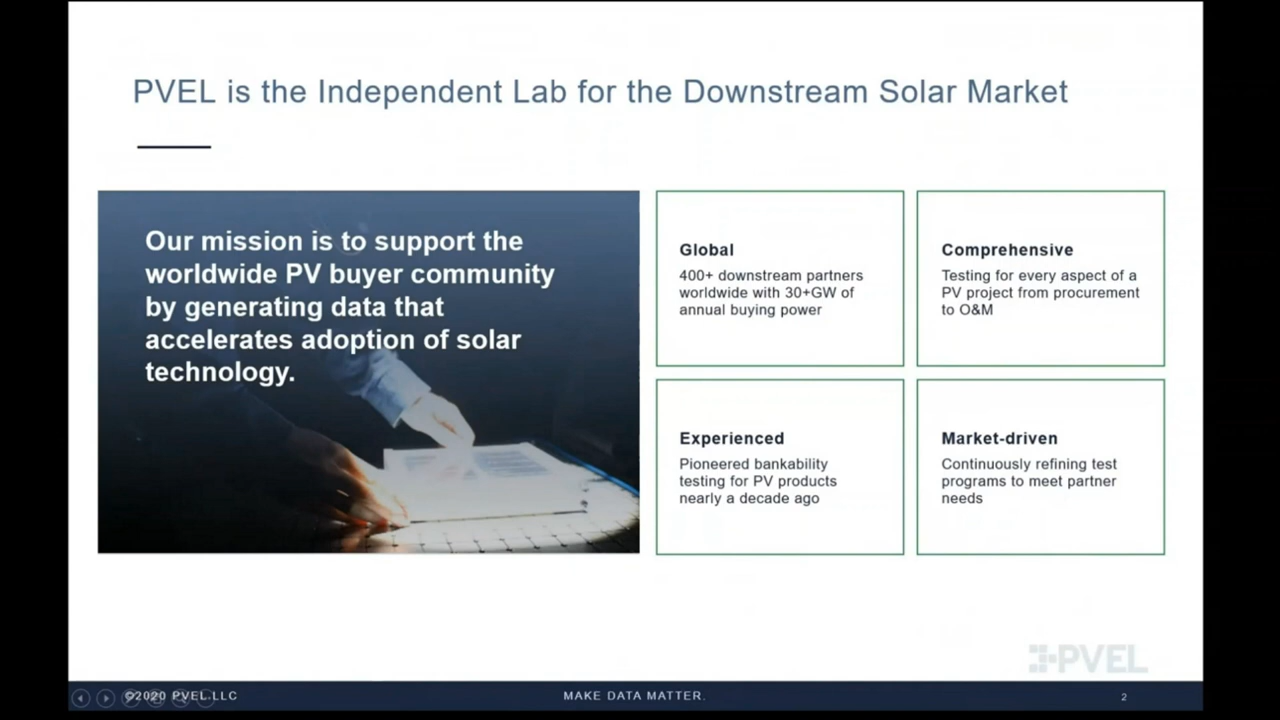 PVEL is the Independent Lab for the Downstream Solar Market
Our mission is to support the
worldwide PV buyer community
by generating data that
accelerates adoption of solar
technology.
Global
400+ downstream partners
worldwide with 30+GW of
annual buying power
Comprehensive
Testing for every aspect of a
PV project from procurement
to O&M
Experienced
Pioneered bankability
testing for PV products
nearly a decade ago
Market-driven
Continuously refining test
programs to meet partner
needs
PVEL
©2020 PVEL.LLC
MAKE DATA MATTER.
2